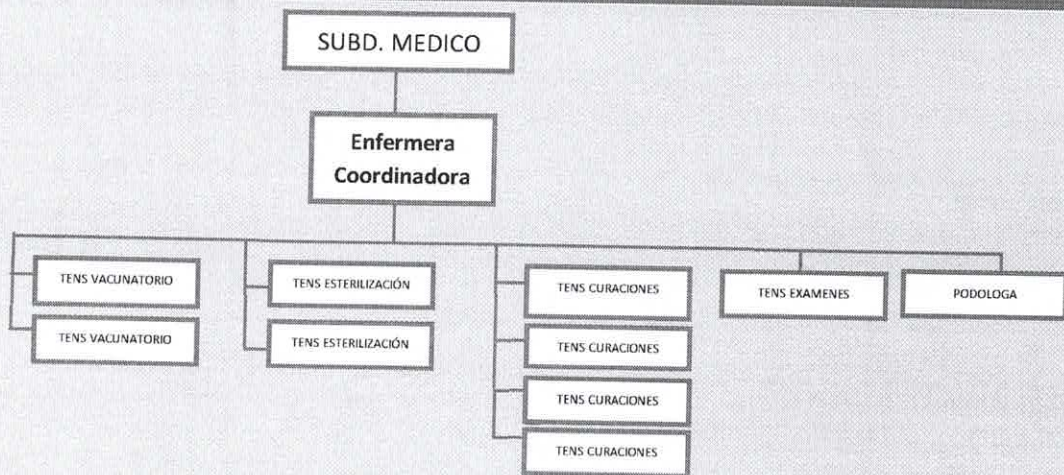 SUBD. MEDICO
Enfermera
Coordinadora
TENS VACUNATORIO
TENS VACUNATORIO
TENS ESTERILIZACIÓN
TENS ESTERILIZACIÓN
TENS CURACIONES
TENS CURACIONES
TENS CURACIONES
TENS CURACIONES
TENS EXAMENES
PODOLOGA